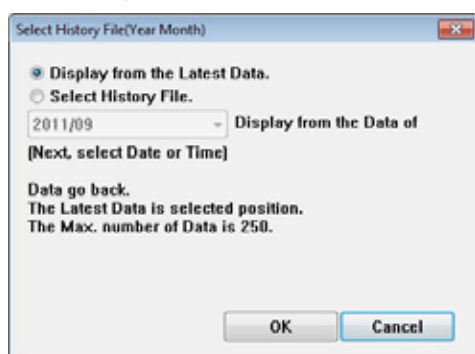 Select History File(Year Month)
Display from the Latest Data.
Select History File.
2011/09 Display from the Data of
(Next, select Date or Time)
Data go back.
The Latest Data is selected position.
The Max. number of Data is 250.
OK Cancel